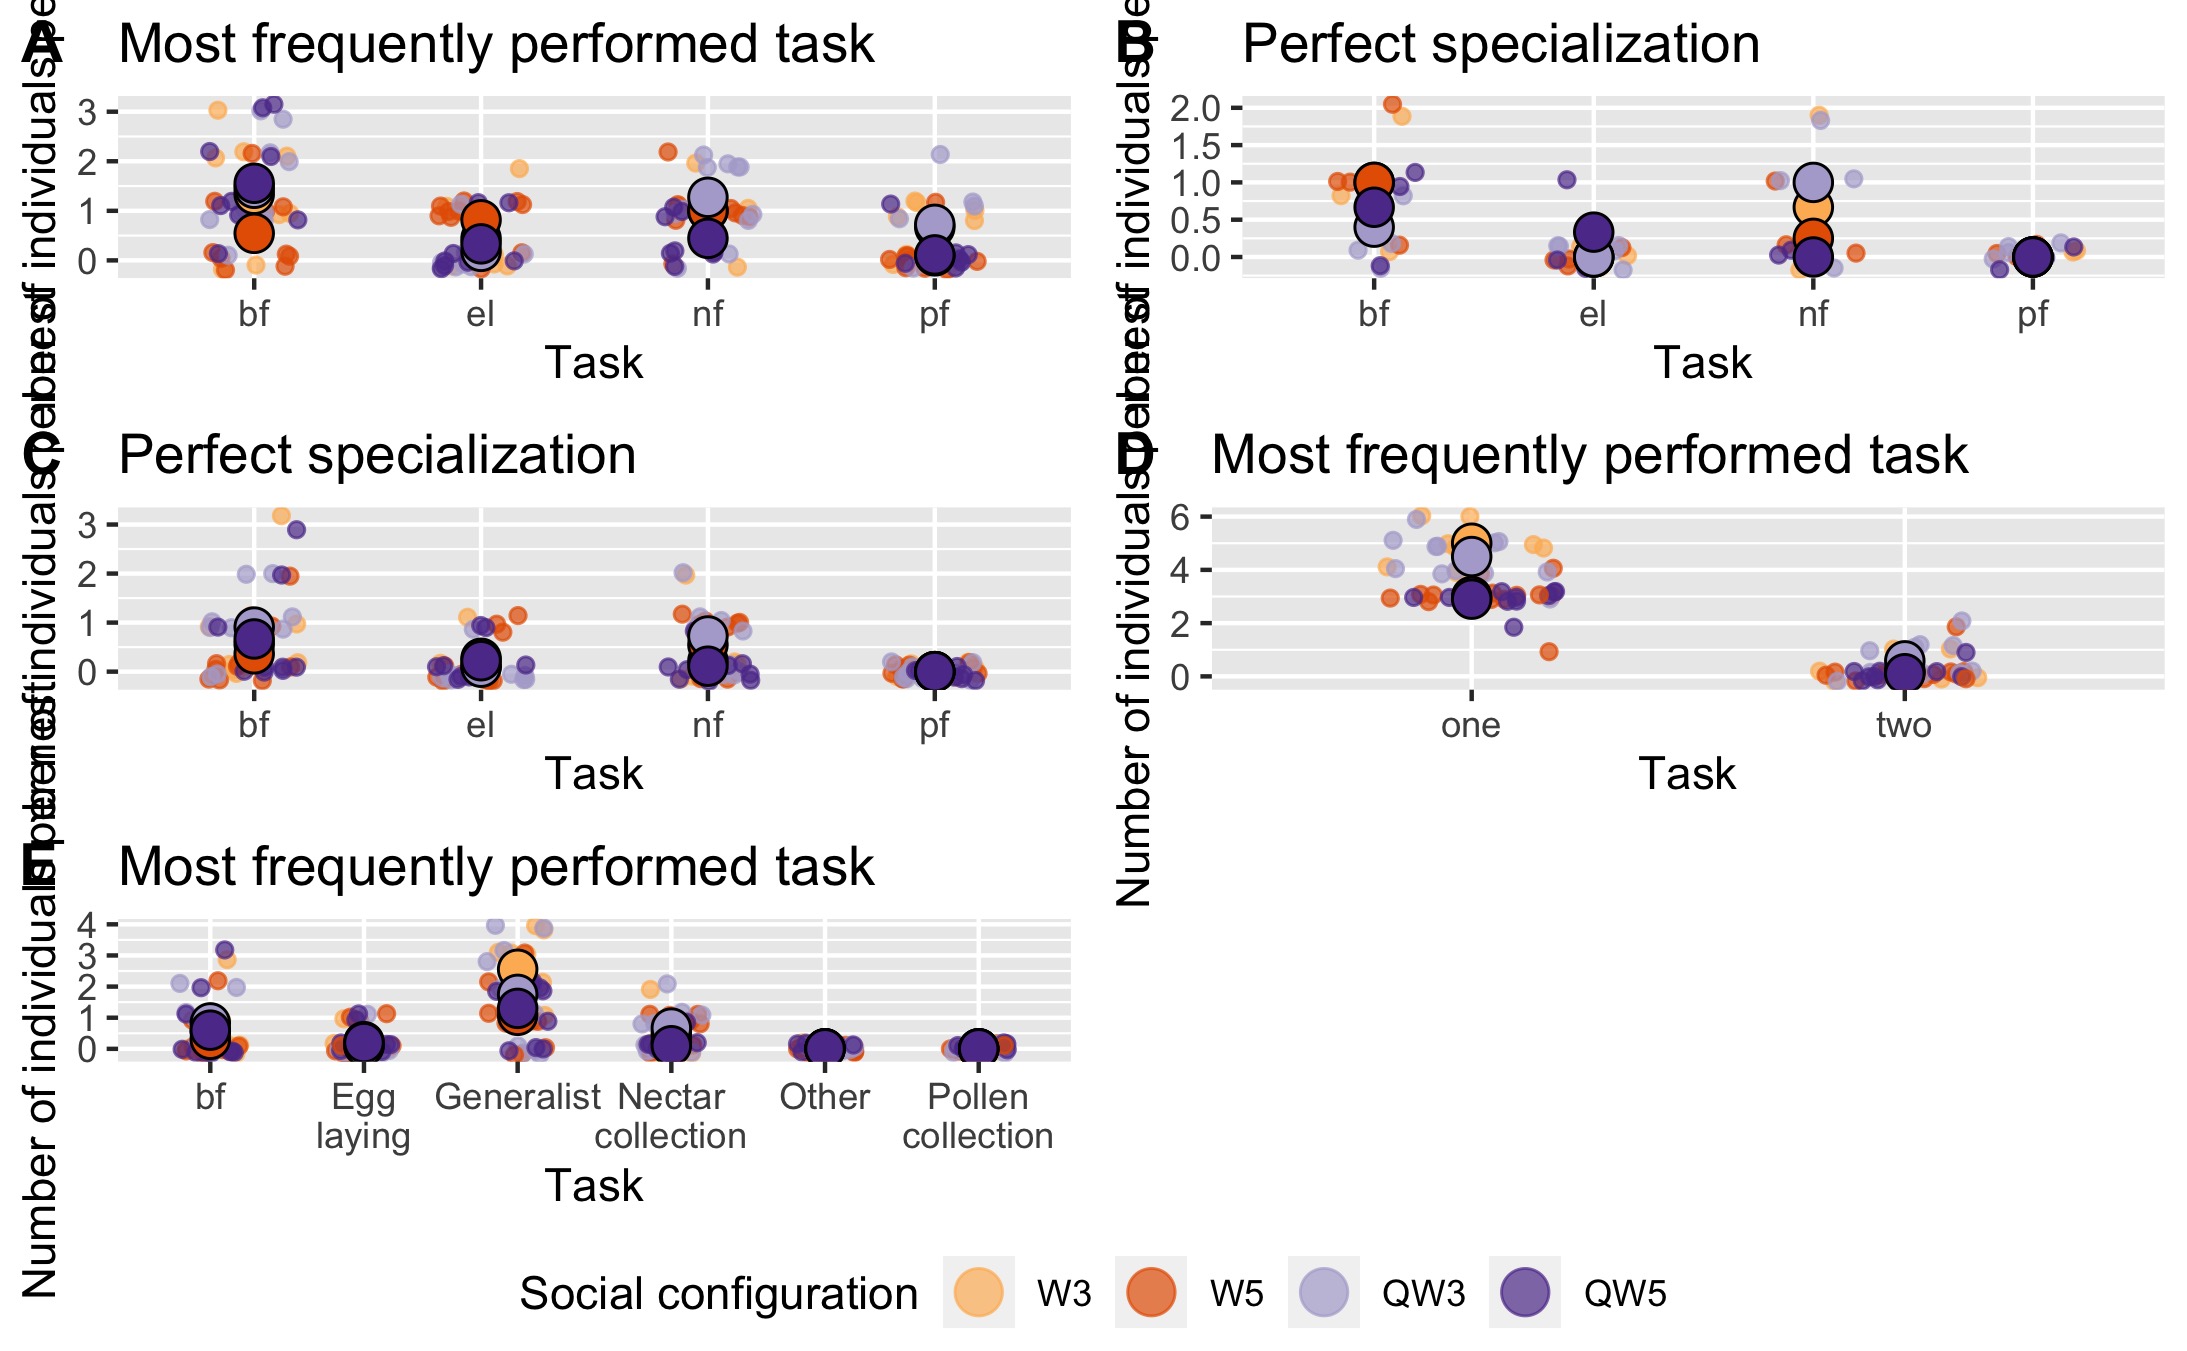 A Most frequently performed task
3
2
1
0
bf el nf pf
Task
B Perfect specialization
2.0
1.5
1.0
0.5
0.0
bf el nf pf
Task
C Perfect specialization
3
2
1
0
bf el nf pf
Task
D Most frequently performed task
6
4
2
0
one two
Task
Number of individuals
E Most frequently performed task
4
3
2
1
0
bf Egg Generalist Nectar Other Pollen
laying collection collection
Task
Number of individuals
Social configuration W3 W5 QW3 QW5